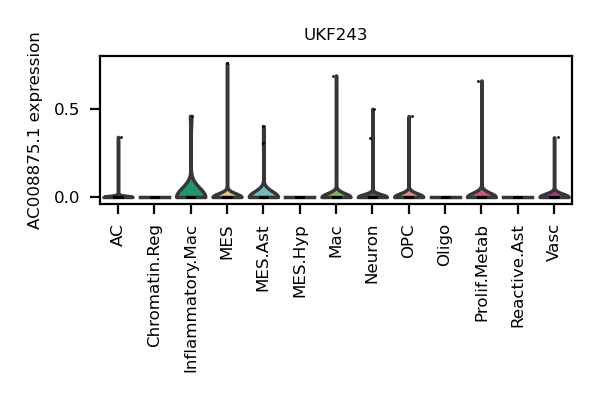 UKF243
AC008875.1 expression
0.5
0.0
AC
Chromatin.Reg
Inflammatory.Mac
MES
MES.Ast
MES.Hyp
Mac
Neuron
OPC
Oligo
Prolif.Metab
Reactive.Ast
Vasc